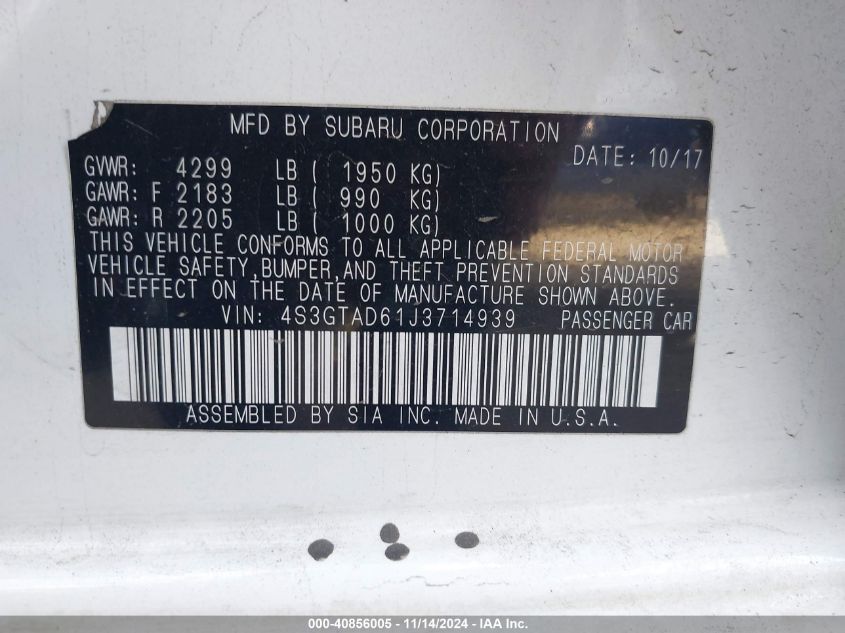 MFD BY SUBARU CORPORATION
DATE: 10/17
GVWR: 4299 LB ( 1950 KG)
GAWR: F 2183 LB ( 990 KG)
GAWR: R 2205 LB ( 1000 KG)
THIS VEHICLE CONFORMS TO ALL APPLICABLE FEDERAL MOTOR
VEHICLE SAFETY, BUMPER, AND THEFT PREVENTION STANDARDS
IN EFFECT ON THE DATE OF MANUFACTURE SHOWN ABOVE.
VIN: 4S3GTAD61J3714939 PASSENGER CAR
ASSEMBLED BY SIA INC. MADE IN U.S.A.
000-40856005 - 11/14/2024 - IAA Inc.